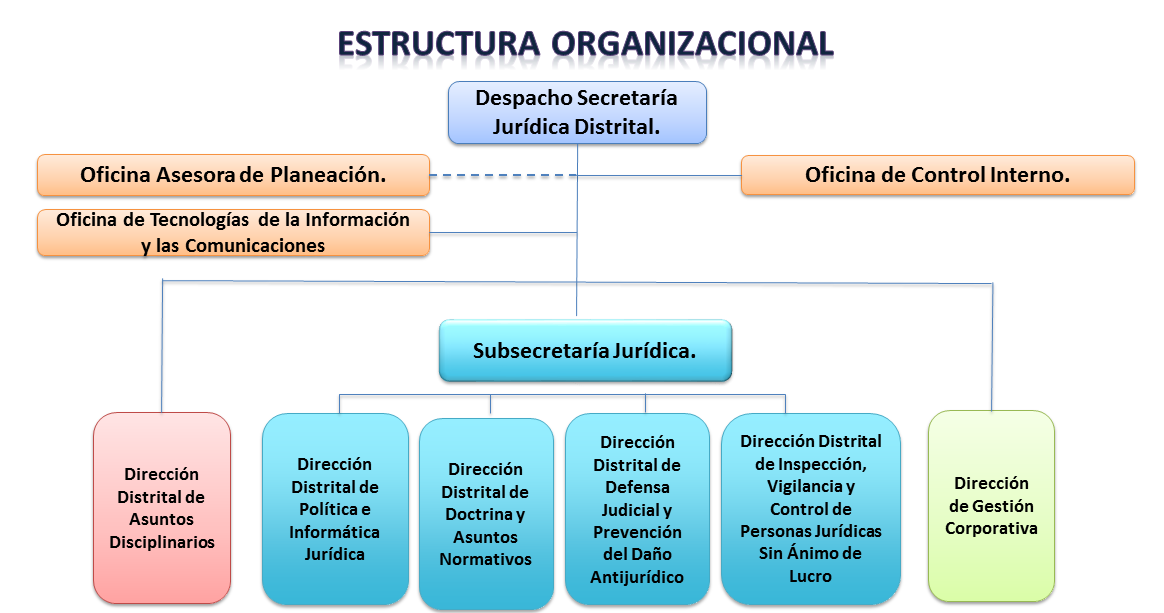 ESTRUCTURA ORGANIZACIONAL
Despacho Secretaría
Jurídica Distrital.
Oficina Asesora de Planeación.
Oficina de Control Interno.
Oficina de Tecnologías de la Información
y las Comunicaciones
Subsecretaría Jurídica.
Dirección
Distrital de
Asuntos
Disciplinarios
Dirección
Distrital de
Política e
Informática
Jurídica
Dirección
Distrital de
Doctrina y
Asuntos
Normativos
Dirección
Distrital de
Defensa
Judicial y
Prevención
del Daño
Antijurídico
Dirección Distrital
de Inspección,
Vigilancia y
Control de
Personas Jurídicas
Sin Ánimo de
Lucro
Dirección
de Gestión
Corporativa